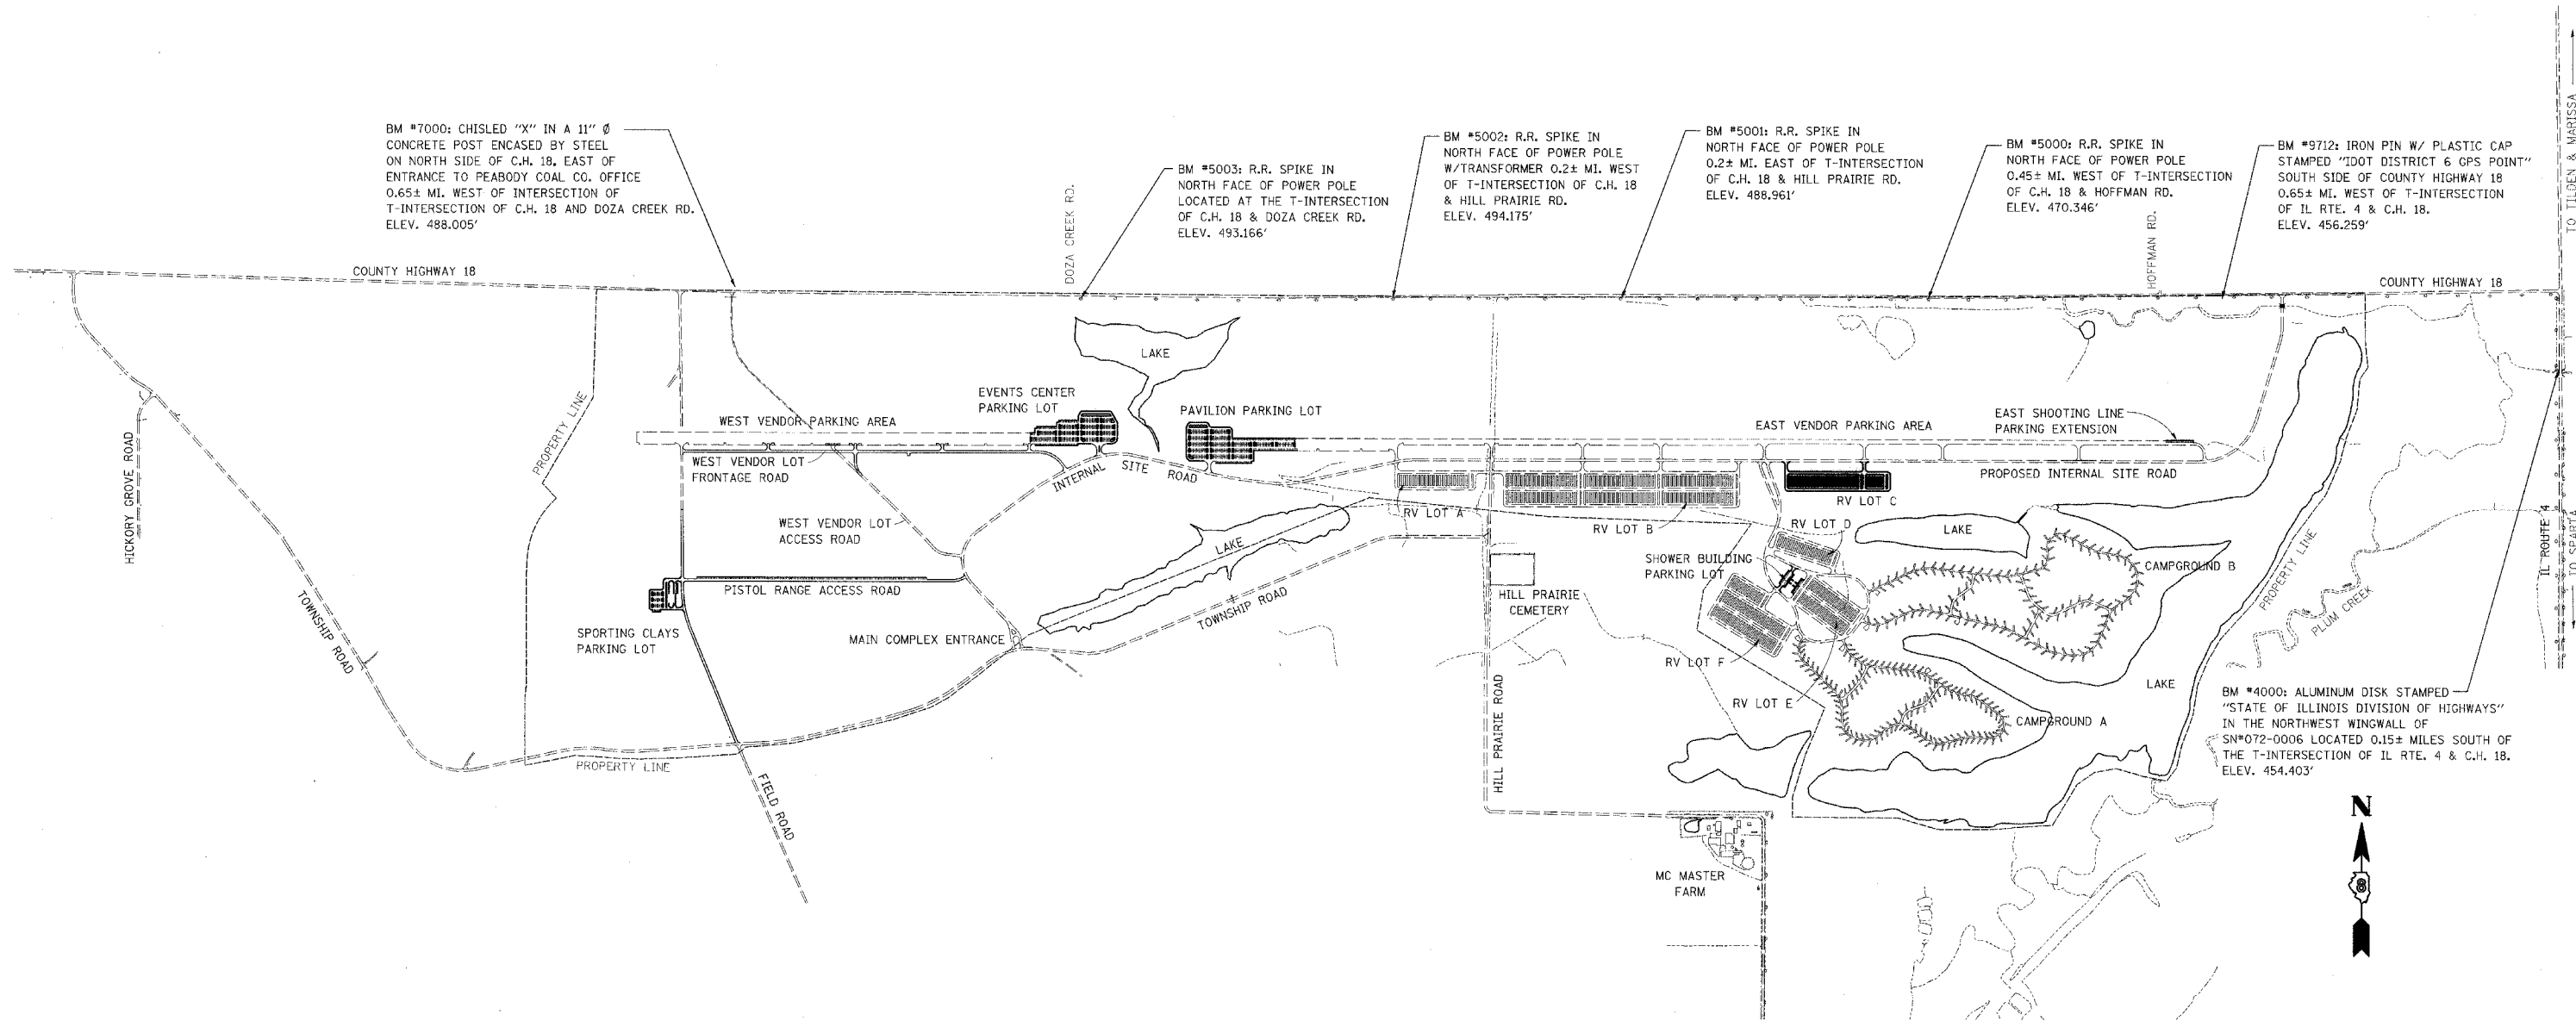 BM #7000: CHISLED "X" IN A 11" Ø
CONCRETE POST ENCASED BY STEEL
ON NORTH SIDE OF C.H. 18. EAST OF
ENTRANCE TO PEABODY COAL CO. OFFICE
0.65± MI. WEST OF INTERSECTION OF
T-INTERSECTION OF C.H. 18 AND DOZA CREEK RD.
ELEV. 488.005'
DOZA CREEK RD.
BM #5003: R.R. SPIKE IN
NORTH FACE OF POWER POLE
LOCATED AT THE T-INTERSECTION
OF C.H. 18 & DOZA CREEK RD.
ELEV. 493.166'
BM #5002: R.R. SPIKE IN
NORTH FACE OF POWER POLE
W/TRANSFORMER 0.2± MI. WEST
OF T-INTERSECTION OF C.H. 18
& HILL PRAIRIE RD.
ELEV. 494.175'
BM #5001: R.R. SPIKE IN
NORTH FACE OF POWER POLE
0.2± MI. EAST OF T-INTERSECTION
OF C.H. 18 & HILL PRAIRIE RD.
ELEV. 488.961'
BM #5000: R.R. SPIKE IN
NORTH FACE OF POWER POLE
0.45± MI. WEST OF T-INTERSECTION
OF C.H. 18 & HOFFMAN RD.
ELEV. 470.346'
HOFFMAN RD.
BM #9712: IRON PIN W/ PLASTIC CAP
STAMPED "IDOT DISTRICT 6 GPS POINT"
SOUTH SIDE OF COUNTY HIGHWAY 18
0.65± MI. WEST OF T-INTERSECTION
OF IL RTE. 4 & C.H. 18.
ELEV. 456.259'
TO TILDEN & MARISSA
COUNTY HIGHWAY 18
COUNTY HIGHWAY 18
LAKE
EVENTS CENTER
PARKING LOT
PAVILION PARKING LOT
WEST VENDOR PARKING AREA
EAST VENDOR PARKING AREA
EAST SHOOTING LINE
PARKING EXTENSION
PROPERTY LINE
HICKORY GROVE ROAD
WEST VENDOR LOT
FRONTAGE ROAD
INTERNAL SITE ROAD
PROPOSED INTERNAL SITE ROAD
RV LOT A
RV LOT B
RV LOT C
RV LOT D
WEST VENDOR LOT
ACCESS ROAD
LAKE
LAKE
SHOWER BUILDING
PARKING LOT
CAMPGROUND B
PROPERTY LINE
IL ROUTE 4
TO SPARTA
PISTOL RANGE ACCESS ROAD
TOWNSHIP ROAD
TOWNSHIP ROAD
HILL PRAIRIE
CEMETERY
PLUM CREEK
SPORTING CLAYS
PARKING LOT
MAIN COMPLEX ENTRANCE
RV LOT F
RV LOT E
LAKE
CAMPGROUND A
HILL PRAIRIE ROAD
BM #4000: ALUMINUM DISK STAMPED
"STATE OF ILLINOIS DIVISION OF HIGHWAYS"
IN THE NORTHWEST WINGWALL OF
SN#072-0006 LOCATED 0.15± MILES SOUTH OF
THE T-INTERSECTION OF IL RTE. 4 & C.H. 18.
ELEV. 454.403'
PROPERTY LINE
FIELD ROAD
MC MASTER
FARM
N
8